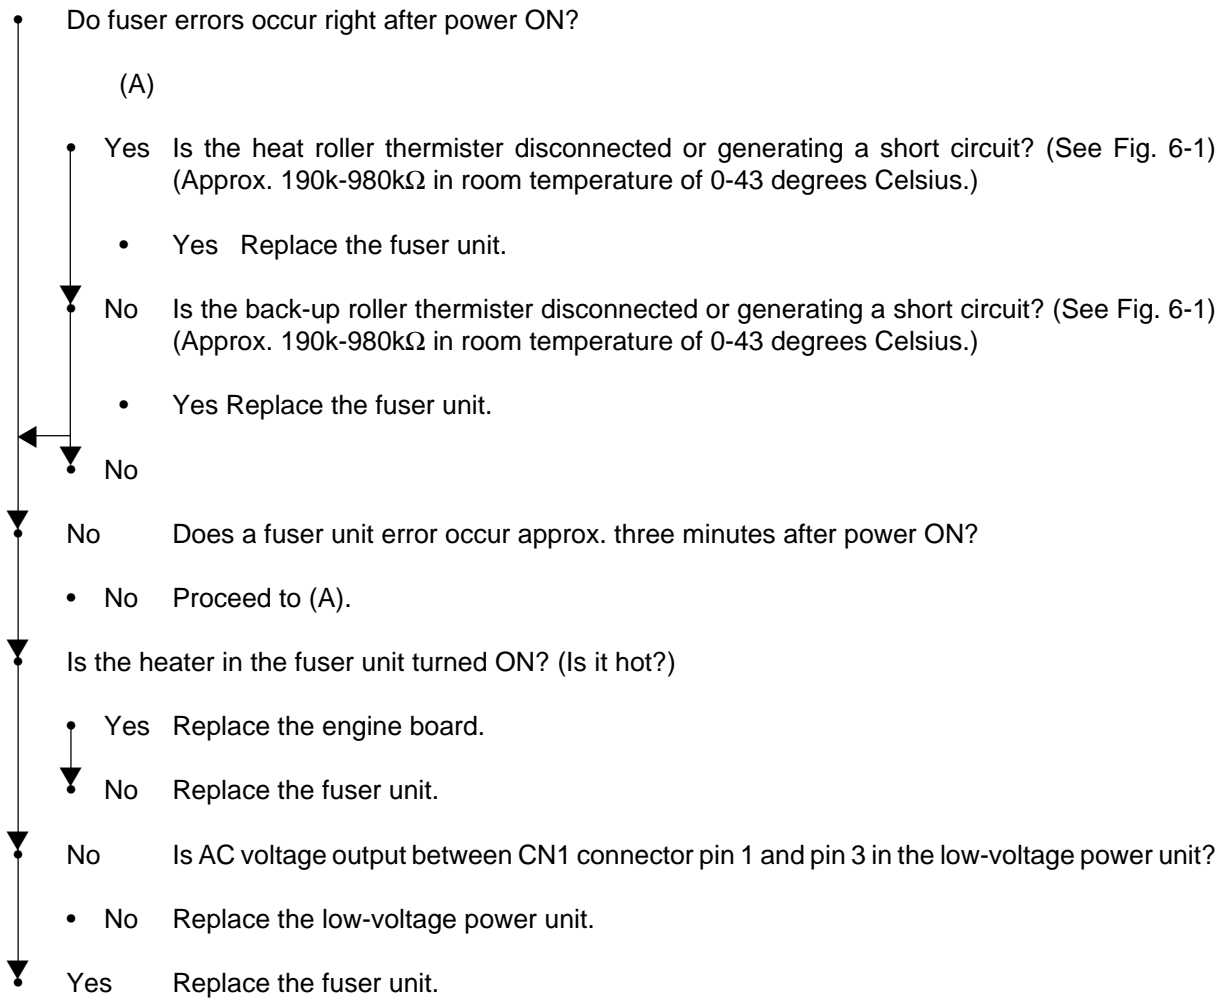 • Do fuser errors occur right after power ON?
(A)
• Yes Is the heat roller thermister disconnected or generating a short circuit? (See Fig. 6-1)
(Approx. 190k-980kΩ in room temperature of 0-43 degrees Celsius.)
• Yes Replace the fuser unit.
• No Is the back-up roller thermister disconnected or generating a short circuit? (See Fig. 6-1)
(Approx. 190k-980kΩ in room temperature of 0-43 degrees Celsius.)
• Yes Replace the fuser unit.
• No
• No Does a fuser unit error occur approx. three minutes after power ON?
• No Proceed to (A).
• Is the heater in the fuser unit turned ON? (Is it hot?)
• Yes Replace the engine board.
• No Replace the fuser unit.
• No Is AC voltage output between CN1 connector pin 1 and pin 3 in the low-voltage power unit?
• No Replace the low-voltage power unit.
• Yes Replace the fuser unit.